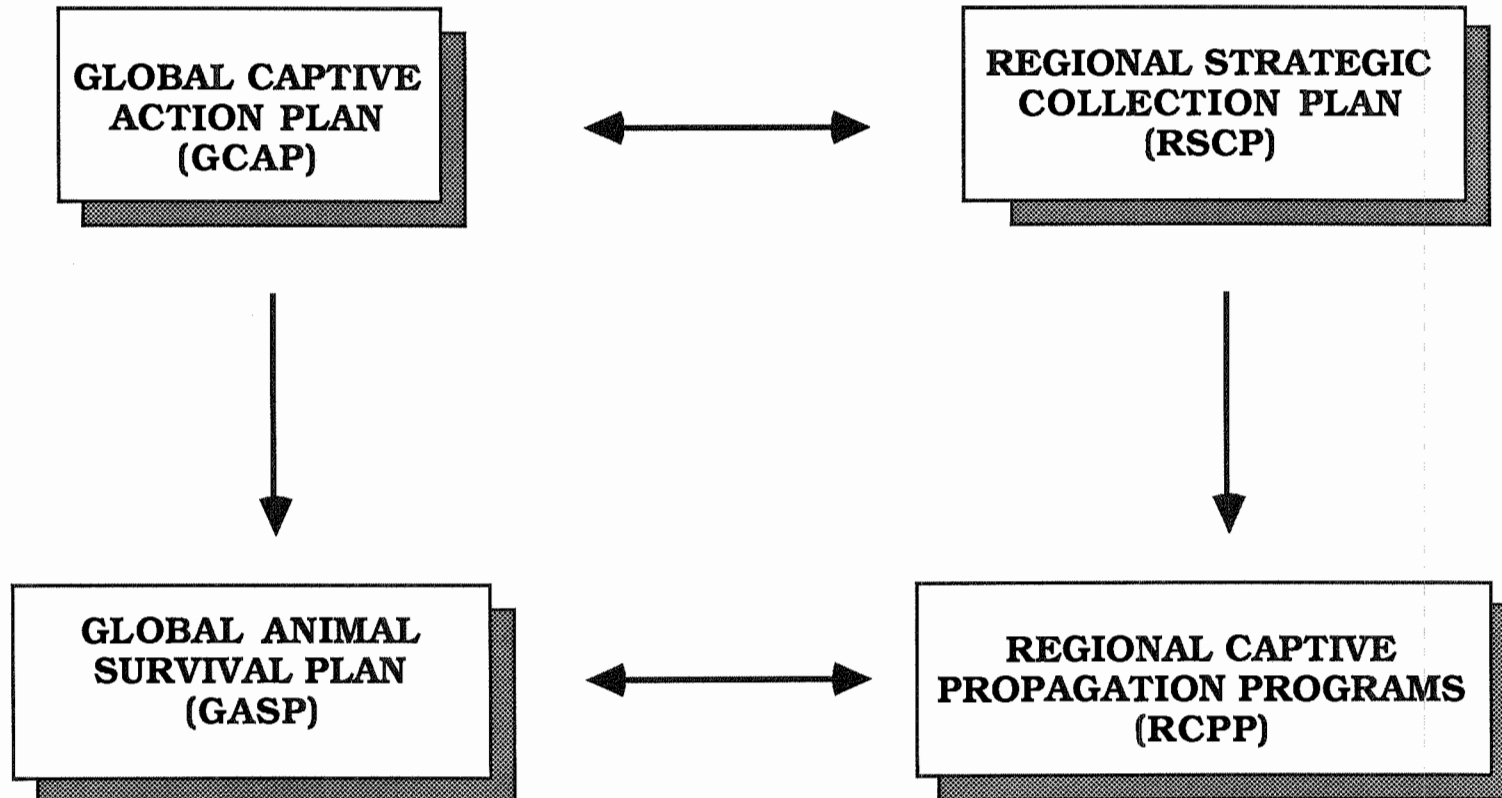 GLOBAL CAPTIVE
ACTION PLAN
(GCAP)
REGIONAL STRATEGIC
COLLECTION PLAN
(RSCP)
GLOBAL ANIMAL
SURVIVAL PLAN
(GASP)
REGIONAL CAPTIVE
PROPAGATION PROGRAMS
(RCPP)